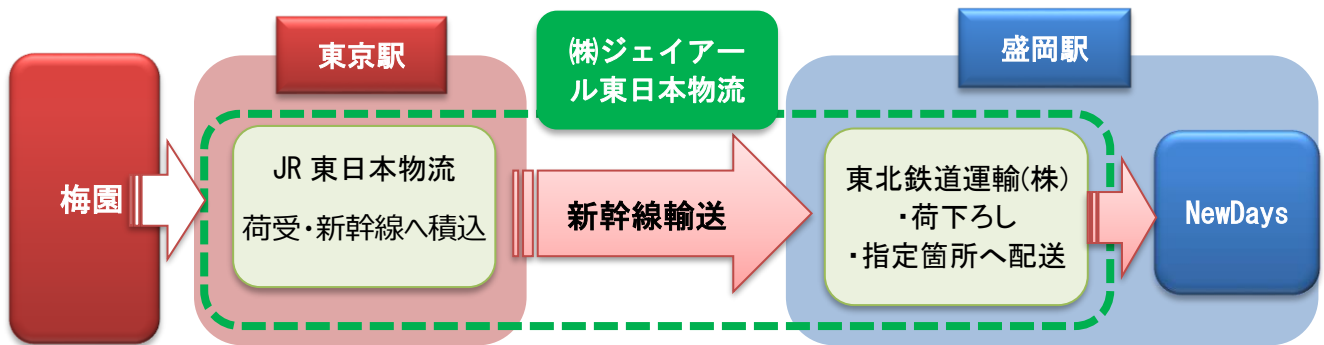 梅園
東京駅
JR 東日本物流
荷受・新幹線へ積込
㈱ジェイアー
ル東日本物流
新幹線輸送
盛岡駅
東北鉄道運輸(株)
・荷下ろし
・指定箇所へ配送
NewDays